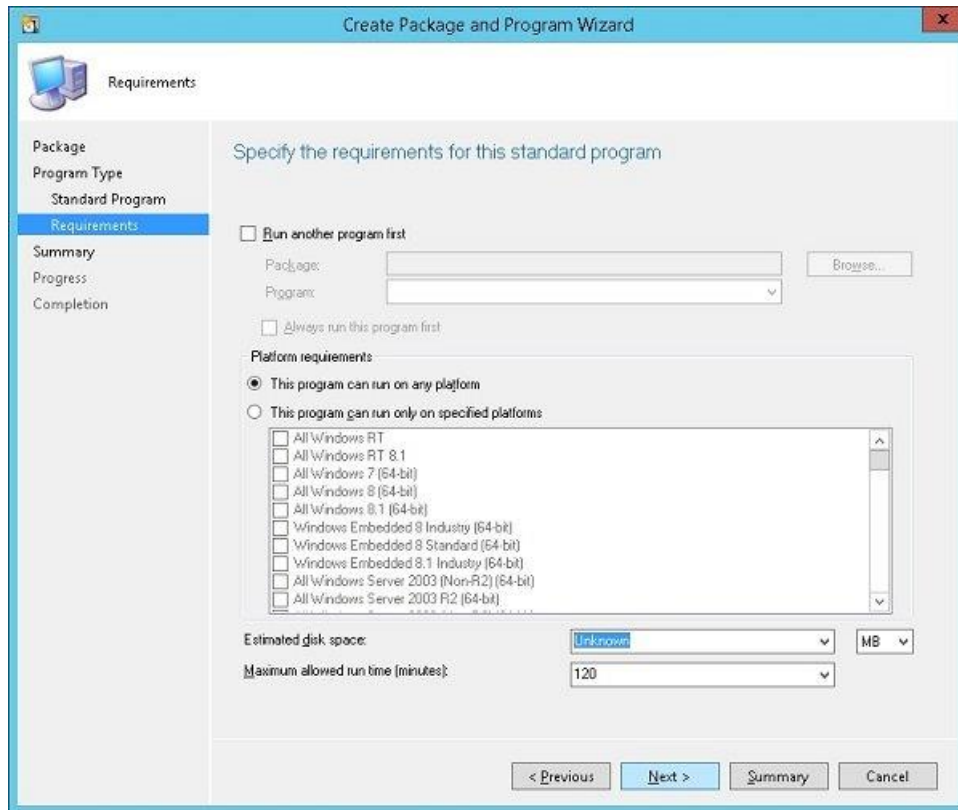 Create Package and Program Wizard
x
Requirements
Package
Program Type
Standard Program
Requirements
Summary
Progress
Completion
Specify the requirements for this standard program
Run another program first
Package:
Browse...
Program:
Always run this program first
Platform requirements
This program can run on any platform
This program can run only on specified platforms
All Windows RT
All Windows RT 8.1
All Windows 7 (64-bit)
All Windows 8 (64-bit)
All Windows 8.1 (64-bit)
Windows Embedded 8 Industry (64-bit)
Windows Embedded 8 Standard (64-bit)
Windows Embedded 8.1 Industry (64-bit)
All Windows Server 2003 (Non-R2) (64-bit)
All Windows Server 2003 R2 (64-bit)
Estimated disk space: Unknown MB
Maximum allowed run time (minutes): 120
< Previous Next > Summary Cancel